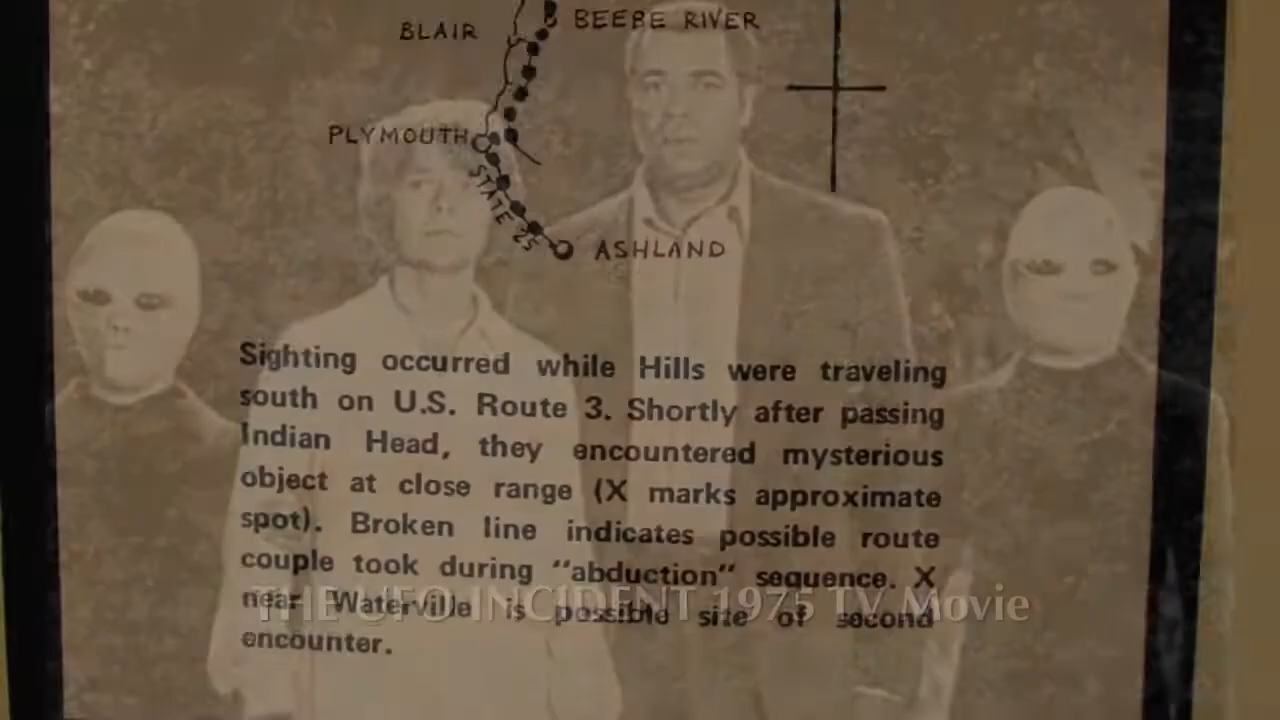 BLAIR
BEEBE RIVER
PLYMOUTH
STATE 25
ASHLAND
Sighting occurred while Hills were traveling
south on U.S. Route 3. Shortly after passing
Indian Head, they encountered mysterious
object at close range (X marks approximate
spot). Broken line indicates possible route
couple took during “abduction” sequence. X
near Waterville is possible site of second
encounter.
THE UFO INCIDENT 1975 TV Movie